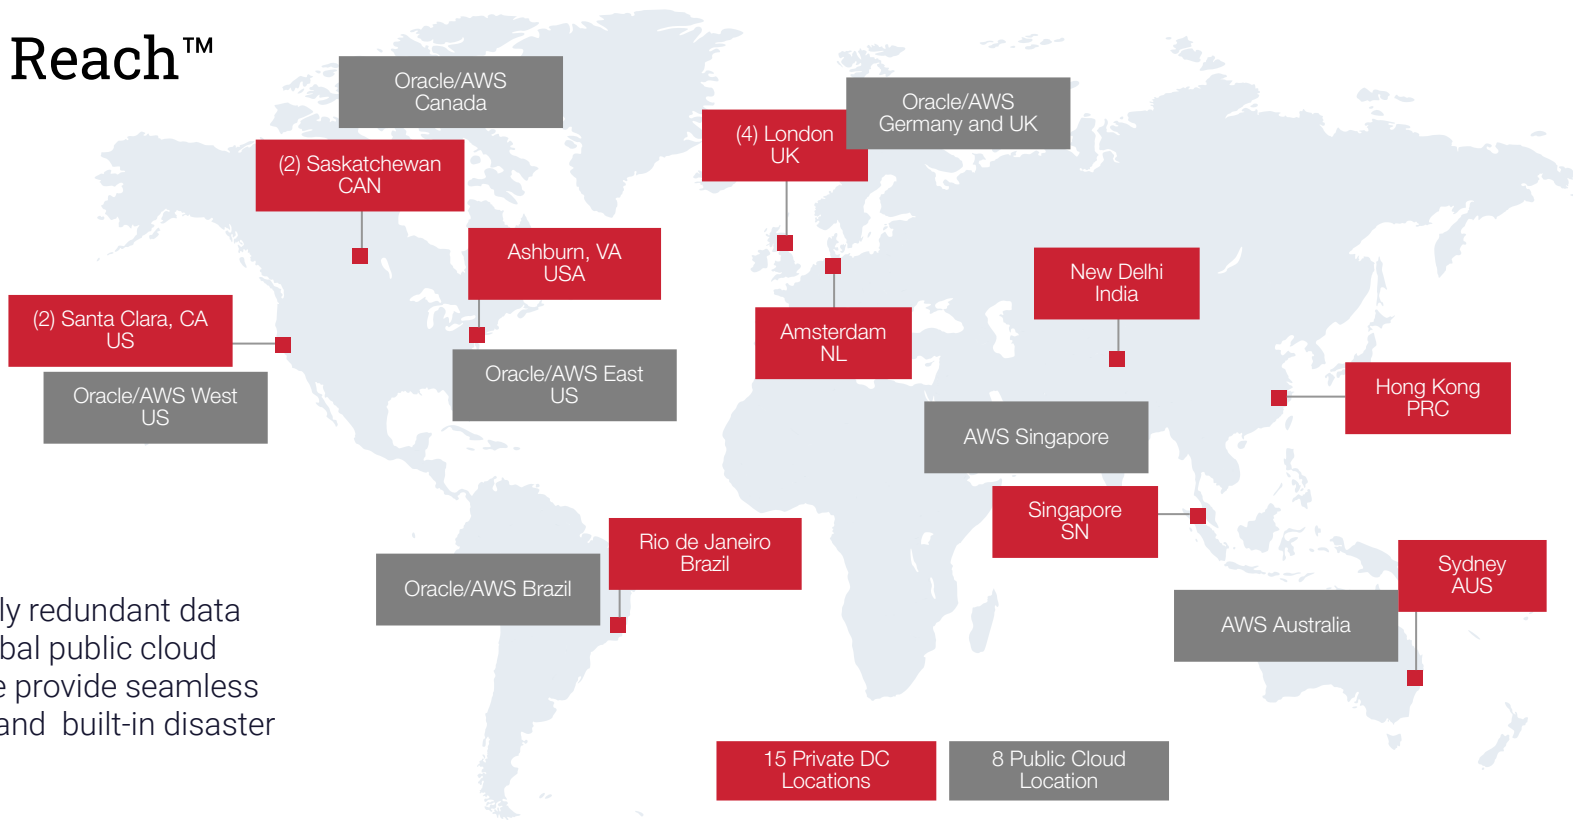 Reach™
Oracle/AWS
Canada
(2) Saskatchewan
CAN
Ashburn, VA
USA
(2) Santa Clara, CA
US
Oracle/AWS West
US
Oracle/AWS East
US
(4) London
UK
Oracle/AWS
Germany and UK
Amsterdam
NL
New Delhi
India
Hong Kong
PRC
AWS Singapore
Singapore
SN
Rio de Janeiro
Brazil
Oracle/AWS Brazil
Sydney
AUS
AWS Australia
ly redundant data
bal public cloud
e provide seamless
and built-in disaster
15 Private DC
Locations
8 Public Cloud
Location